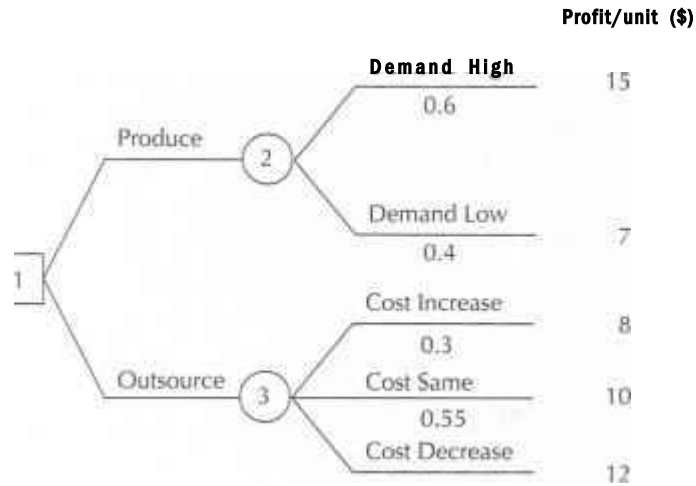 Profit/unit ($)
Demand High 15
0.6
Produce
2
Demand Low 7
0.4
1
Cost Increase 8
0.3
Outsource 3 Cost Same 10
0.55
Cost Decrease 12